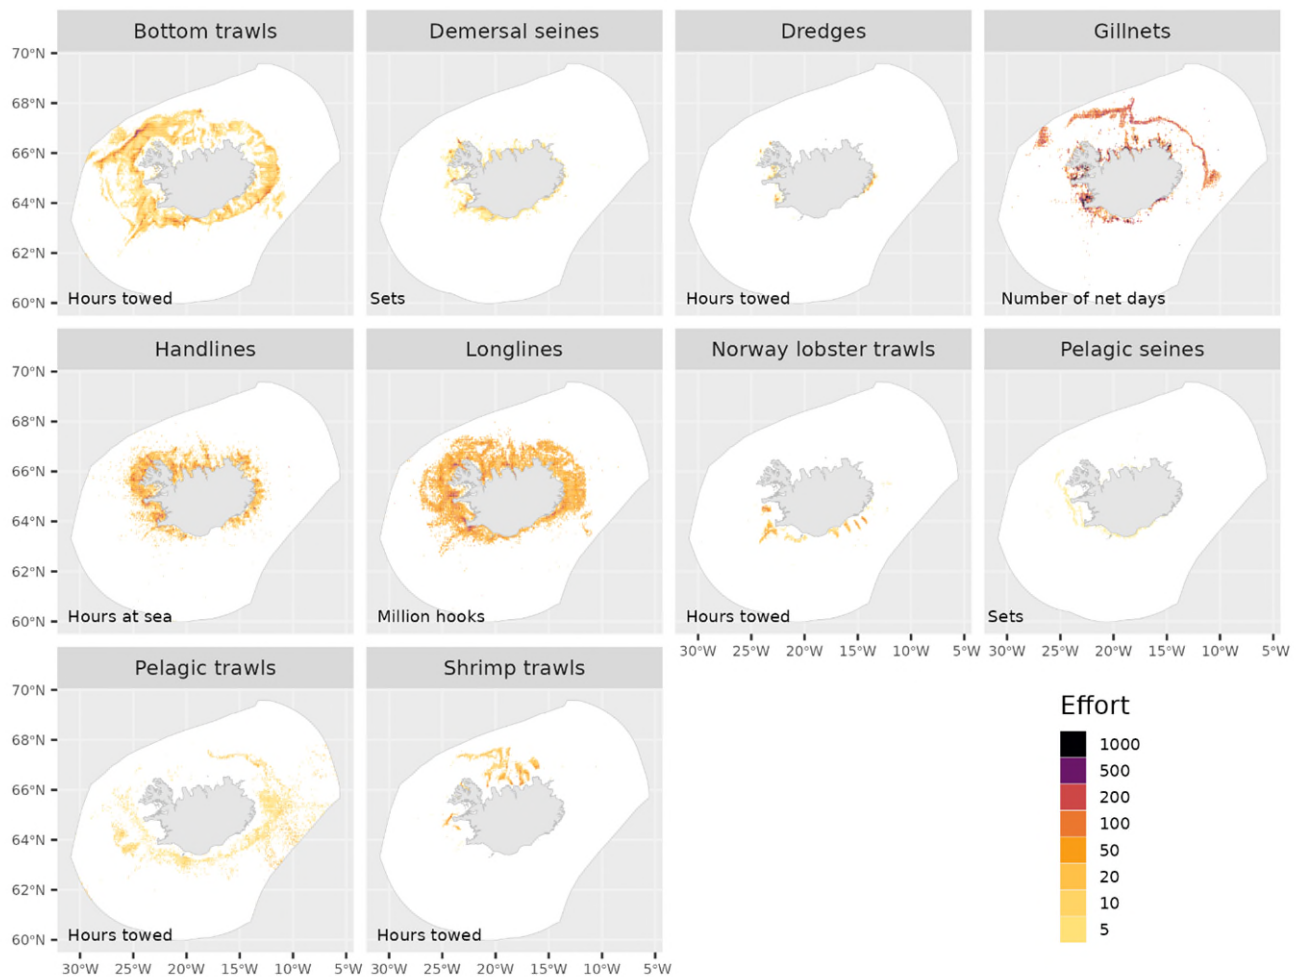 Bottom trawls
Demersal seines
Dredges
Gillnets
70°N
68°N
66°N
64°N
62°N
60°N
Hours towed
Sets
Hours towed
Number of net days
Handlines
Longlines
Norway lobster trawls
Pelagic seines
70°N
68°N
66°N
64°N
62°N
60°N
Hours at sea
Million hooks
Hours towed
Sets
30°W 25°W 20°W 15°W 10°W 5°W
30°W 25°W 20°W 15°W 10°W 5°W
Pelagic trawls
Shrimp trawls
70°N
68°N
66°N
64°N
62°N
60°N
Hours towed
Hours towed
30°W 25°W 20°W 15°W 10°W 5°W
30°W 25°W 20°W 15°W 10°W 5°W
Effort
1000
500
200
100
50
20
10
5